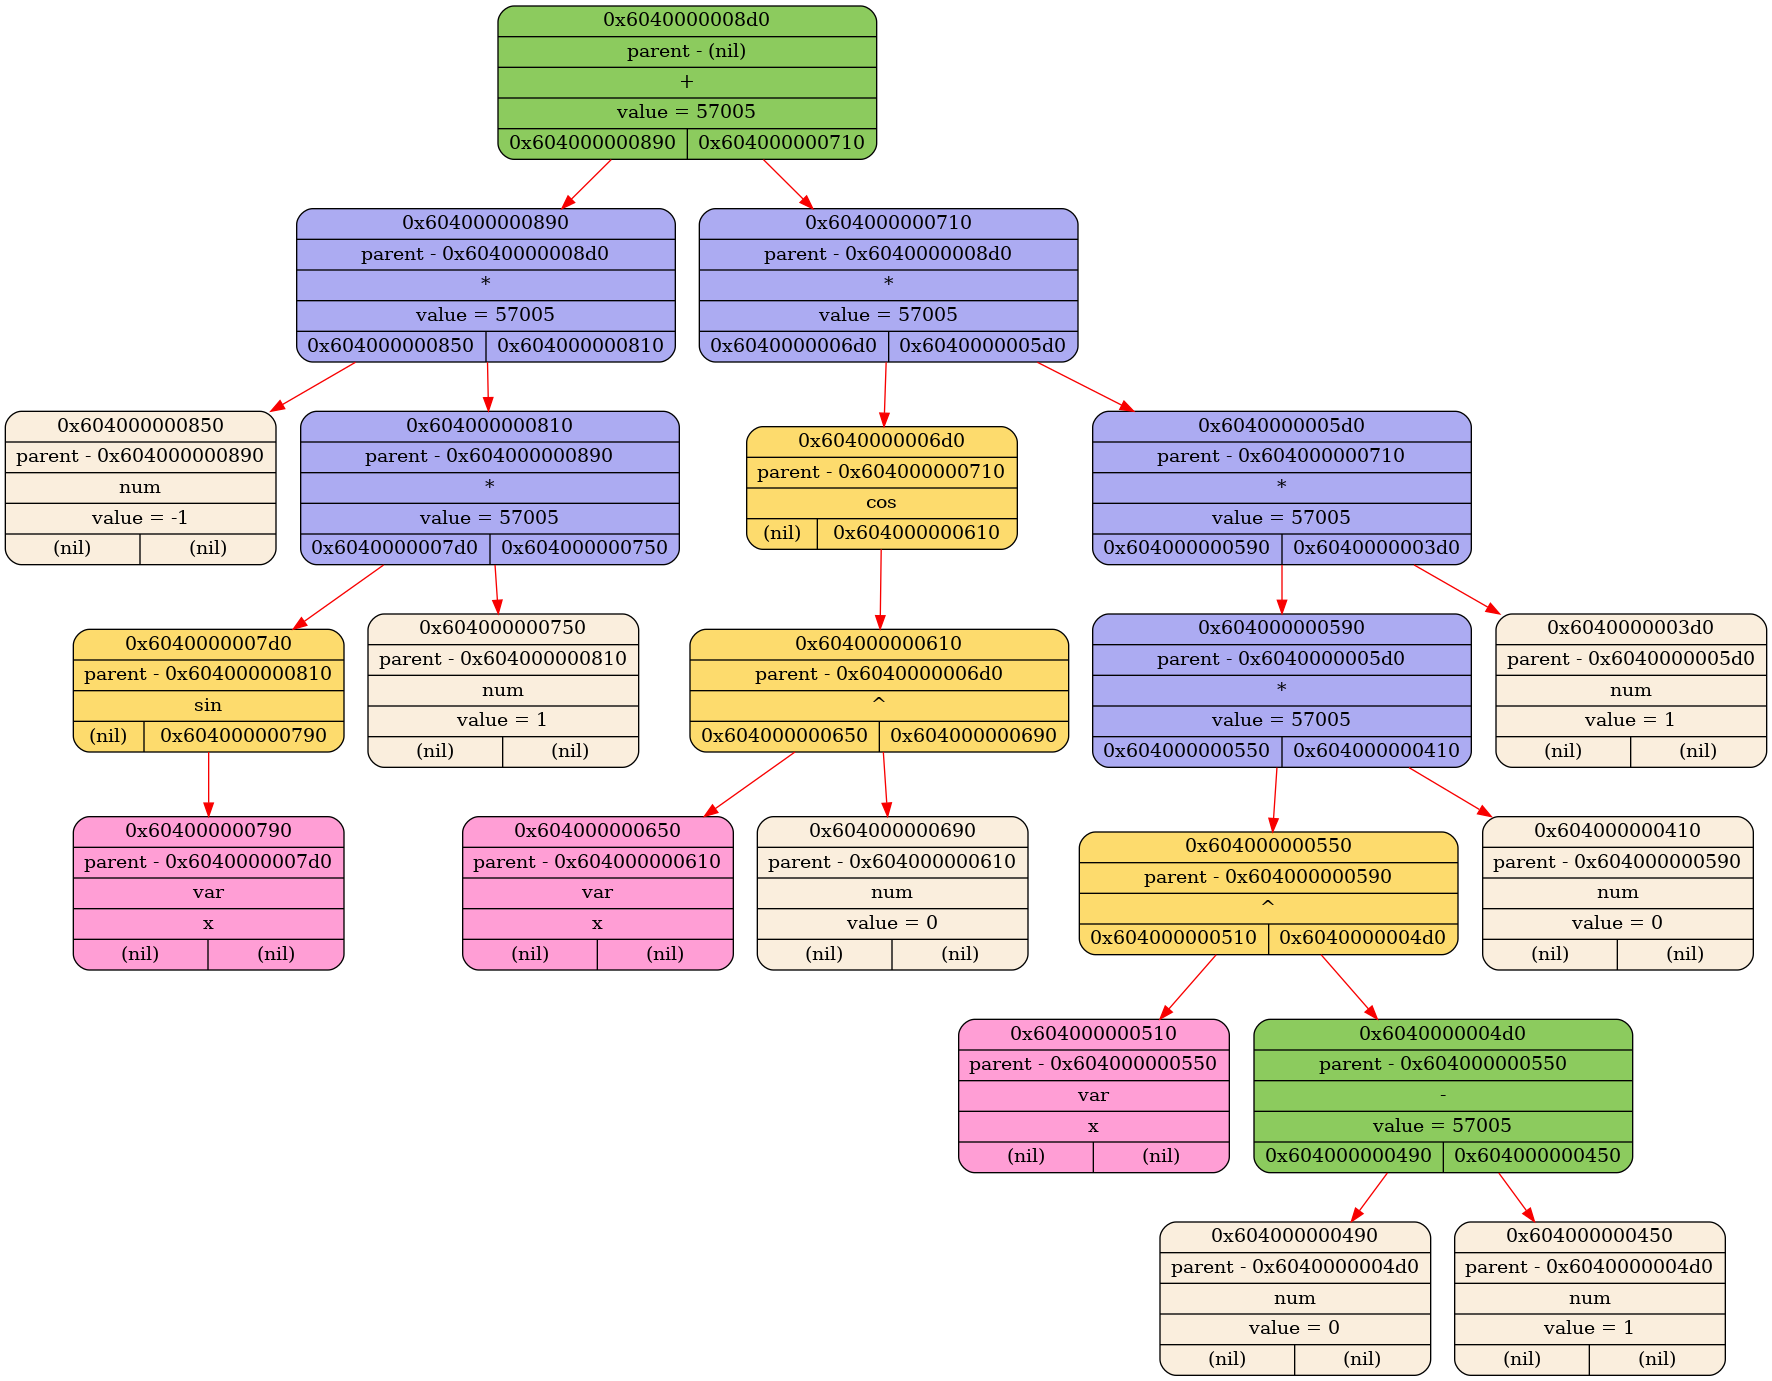 0x6040000008d0
parent - (nil)
+
value = 57005
0x604000000890 0x604000000710
0x604000000890
parent - 0x6040000008d0
*
value = 57005
0x604000000850 0x604000000810
0x604000000710
parent - 0x6040000008d0
*
value = 57005
0x6040000006d0 0x6040000005d0
0x604000000850
parent - 0x604000000890
num
value = -1
(nil) (nil)
0x604000000810
parent - 0x604000000890
*
value = 57005
0x6040000007d0 0x604000000750
0x6040000006d0
parent - 0x604000000710
cos
(nil) 0x604000000610
0x6040000005d0
parent - 0x604000000710
*
value = 57005
0x604000000590 0x6040000003d0
0x6040000007d0
parent - 0x604000000810
sin
(nil) 0x604000000790
0x604000000750
parent - 0x604000000810
num
value = 1
(nil) (nil)
0x604000000610
parent - 0x6040000006d0
^
0x604000000650 0x604000000690
0x604000000590
parent - 0x6040000005d0
*
value = 57005
0x604000000550 0x604000000410
0x6040000003d0
parent - 0x6040000005d0
num
value = 1
(nil) (nil)
0x604000000790
parent - 0x6040000007d0
var
x
(nil) (nil)
0x604000000650
parent - 0x604000000610
var
x
(nil) (nil)
0x604000000690
parent - 0x604000000610
num
value = 0
(nil) (nil)
0x604000000550
parent - 0x604000000590
^
0x604000000510 0x6040000004d0
0x604000000410
parent - 0x604000000590
num
value = 0
(nil) (nil)
0x604000000510
parent - 0x604000000550
var
x
(nil) (nil)
0x6040000004d0
parent - 0x604000000550
-
value = 57005
0x604000000490 0x604000000450
0x604000000490
parent - 0x6040000004d0
num
value = 0
(nil) (nil)
0x604000000450
parent - 0x6040000004d0
num
value = 1
(nil) (nil)